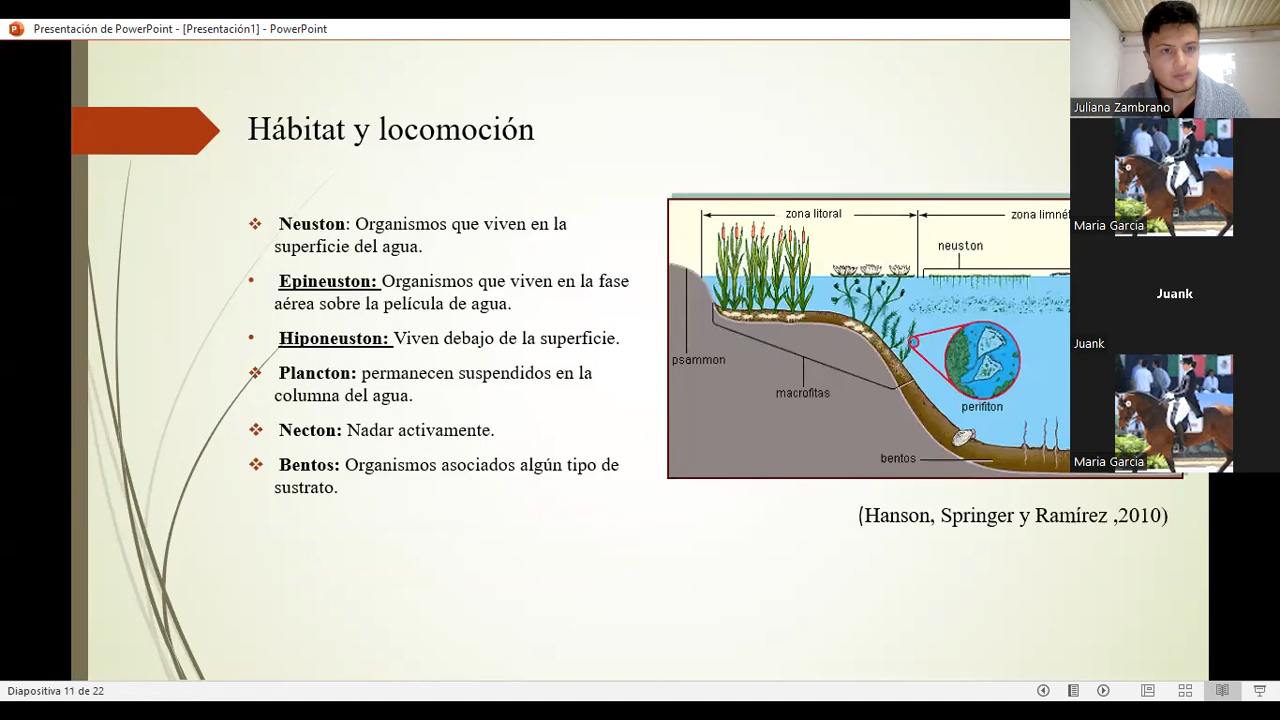 Presentación de PowerPoint - [Presentación1] - PowerPoint
Hábitat y locomoción
Neuston: Organismos que viven en la
superficie del agua.
Epineuston: Organismos que viven en la fase
aérea sobre la película de agua.
Hiponeuston: Viven debajo de la superficie.
Plancton: permanecen suspendidos en la
columna del agua.
Necton: Nadar activamente.
Bentos: Organismos asociados algún tipo de
sustrato.
zona litoral
zona limné
neuston
psammon
macrofitas
perifiton
bentos
(Hanson, Springer y Ramírez ,2010)
Juliana Zambrano
Maria Garcia
Juank
Juank
Maria Garcia
Diapositiva 11 de 22